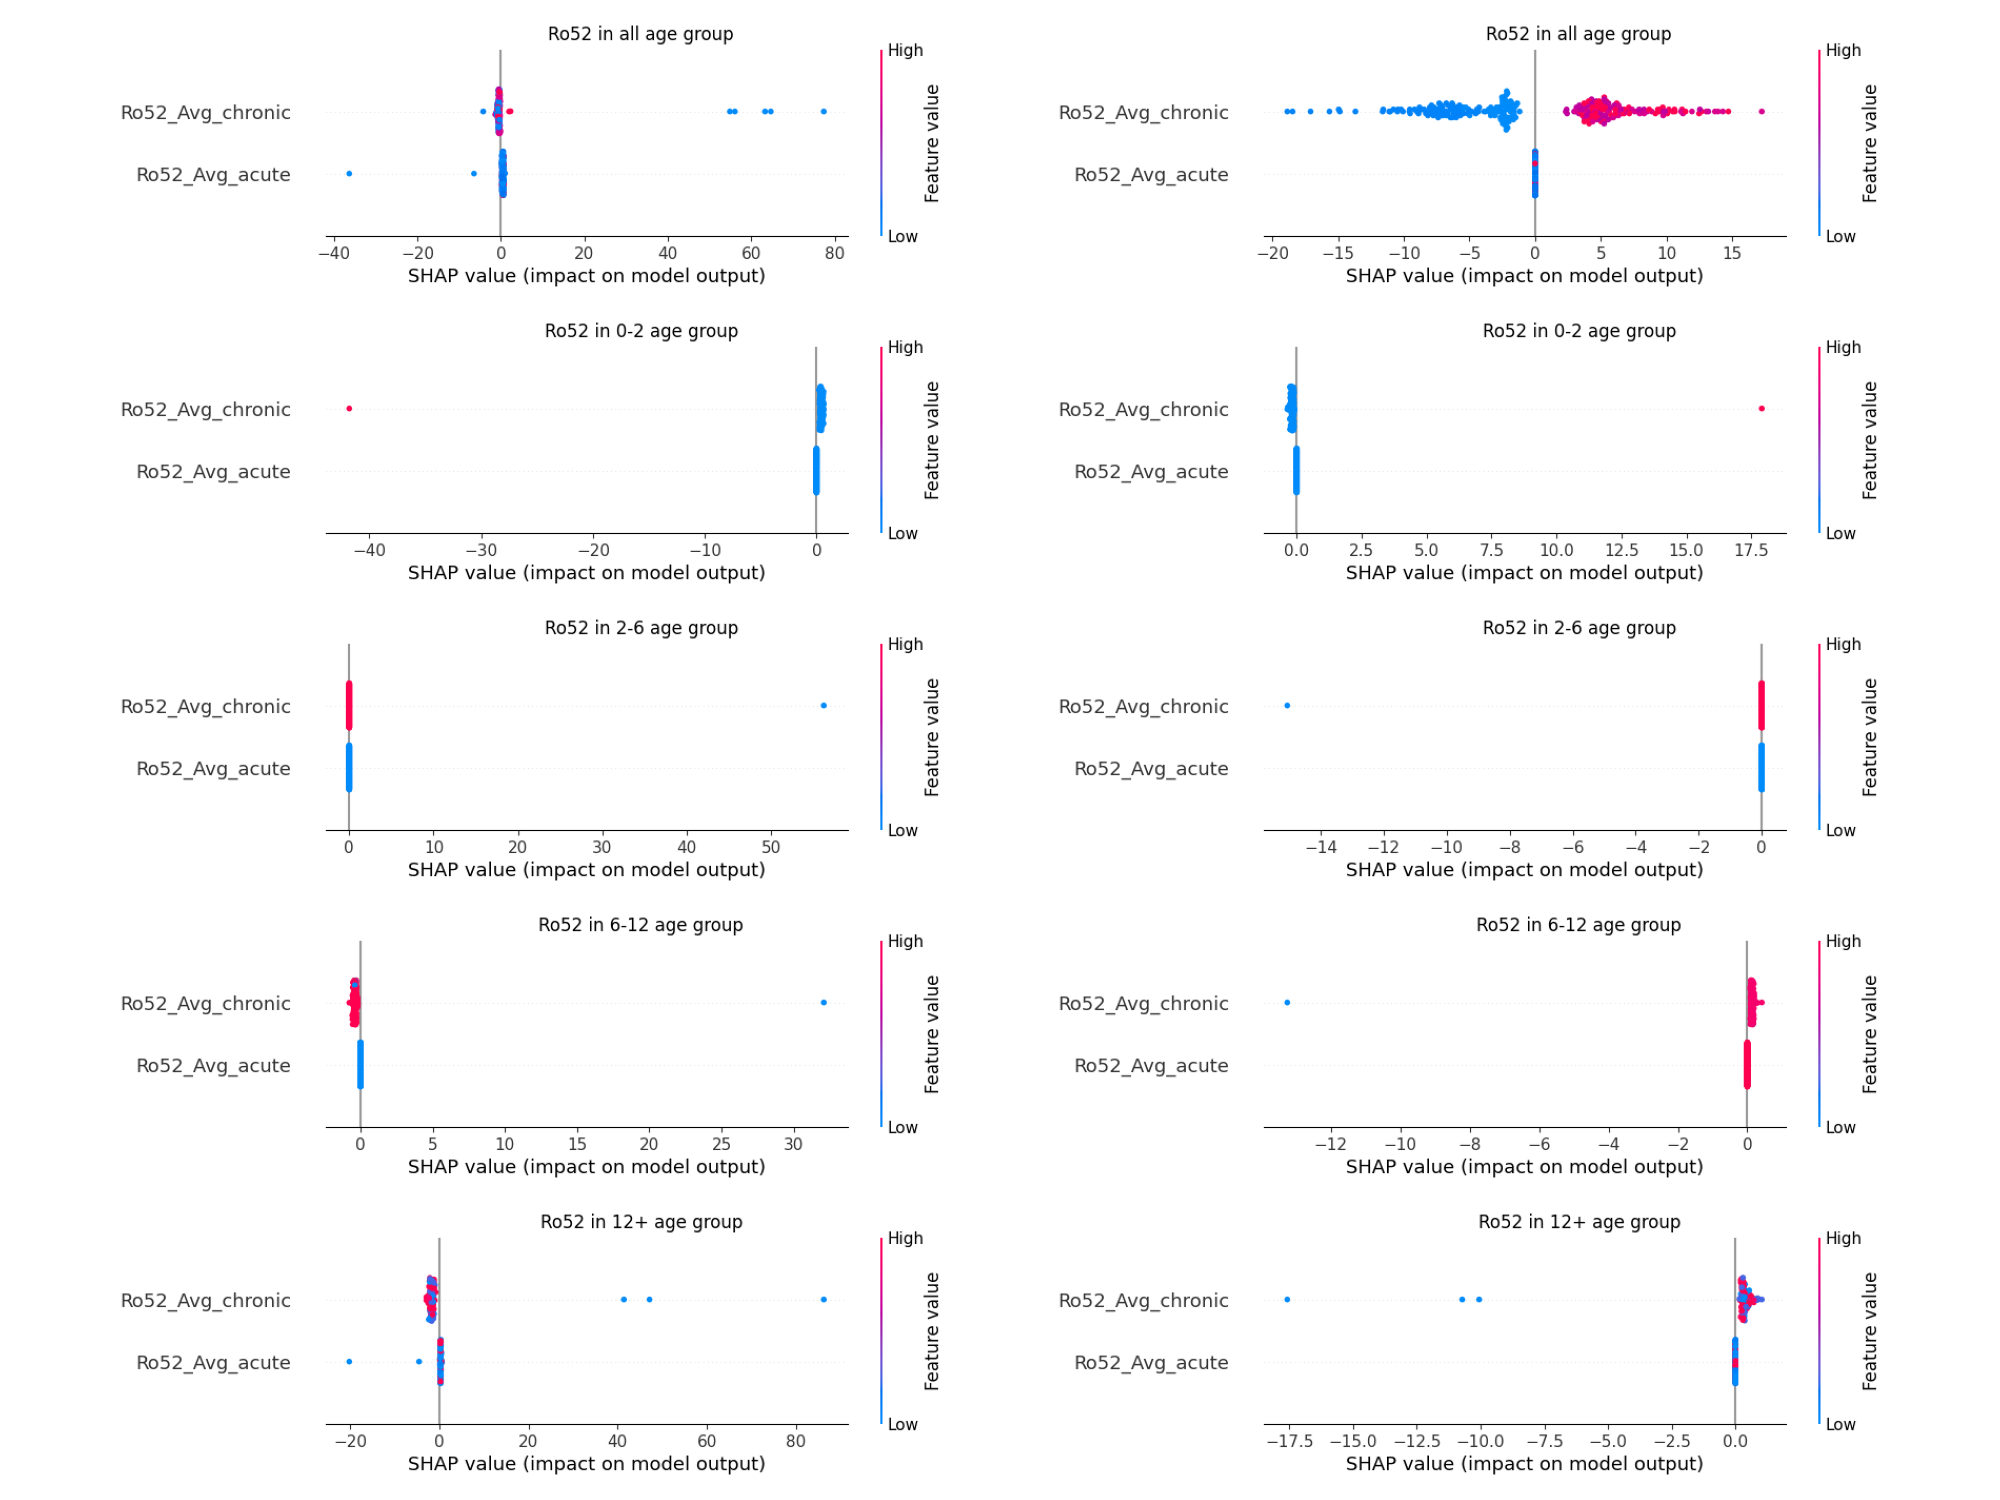 Ro52 in all age group
High
Ro52_Avg_chronic
Ro52_Avg_acute
Feature value
Low
−40 −20 0 20 40 60 80
SHAP value (impact on model output)
Ro52 in all age group
High
Ro52_Avg_chronic
Ro52_Avg_acute
Feature value
Low
−20 −15 −10 −5 0 5 10 15
SHAP value (impact on model output)
Ro52 in 0-2 age group
High
Ro52_Avg_chronic
Ro52_Avg_acute
Feature value
Low
−40 −30 −20 −10 0
SHAP value (impact on model output)
Ro52 in 0-2 age group
High
Ro52_Avg_chronic
Ro52_Avg_acute
Feature value
Low
0.0 2.5 5.0 7.5 10.0 12.5 15.0 17.5
SHAP value (impact on model output)
Ro52 in 2-6 age group
High
Ro52_Avg_chronic
Ro52_Avg_acute
Feature value
Low
0 10 20 30 40 50
SHAP value (impact on model output)
Ro52 in 2-6 age group
High
Ro52_Avg_chronic
Ro52_Avg_acute
Feature value
Low
−14 −12 −10 −8 −6 −4 −2 0
SHAP value (impact on model output)
Ro52 in 6-12 age group
High
Ro52_Avg_chronic
Ro52_Avg_acute
Feature value
Low
0 5 10 15 20 25 30
SHAP value (impact on model output)
Ro52 in 6-12 age group
High
Ro52_Avg_chronic
Ro52_Avg_acute
Feature value
Low
−12 −10 −8 −6 −4 −2 0
SHAP value (impact on model output)
Ro52 in 12+ age group
High
Ro52_Avg_chronic
Ro52_Avg_acute
Feature value
Low
−20 0 20 40 60 80
SHAP value (impact on model output)
Ro52 in 12+ age group
High
Ro52_Avg_chronic
Ro52_Avg_acute
Feature value
Low
−17.5 −15.0 −12.5 −10.0 −7.5 −5.0 −2.5 0.0
SHAP value (impact on model output)